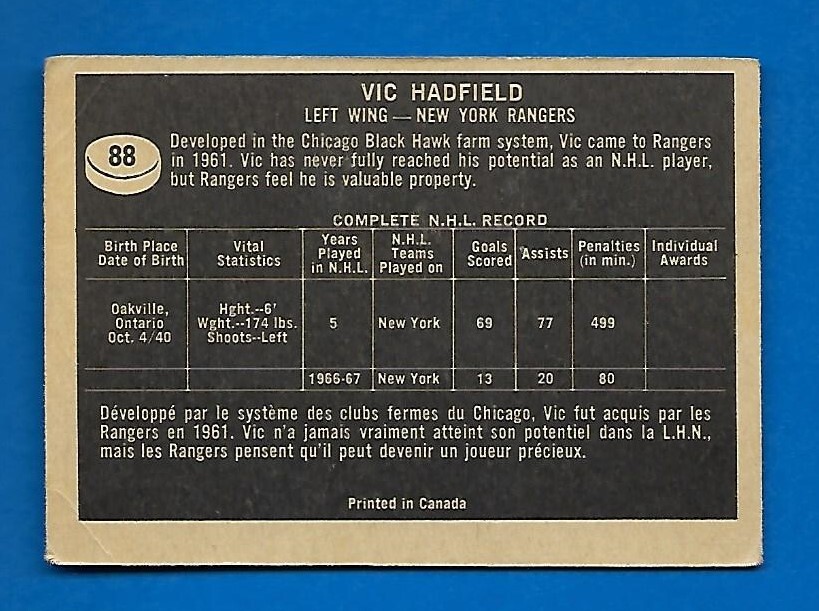 VIC HADFIELD
LEFT WING — NEW YORK RANGERS
88
Developed in the Chicago Black Hawk farm system, Vic came to Rangers
in 1961. Vic has never fully reached his potential as an N.H.L. player,
but Rangers feel he is valuable property.
COMPLETE N.H.L. RECORD
Birth Place
Date of Birth
Vital
Statistics
Years
Played
in N.H.L.
N.H.L.
Teams
Played on
Goals
Scored
Assists
Penalties
(in min.)
Individual
Awards
Oakville,
Ontario
Oct. 4/40
Hght.--6'
Wght.--174 lbs.
Shoots--Left
5
New York
69
77
499
1966-67
New York
13
20
80
Développé par le système des clubs fermes du Chicago, Vic fut acquis par les
Rangers en 1961. Vic n'a jamais vraiment atteint son potentiel dans la L.H.N.,
mais les Rangers pensent qu'il peut devenir un joueur précieux.
Printed in Canada